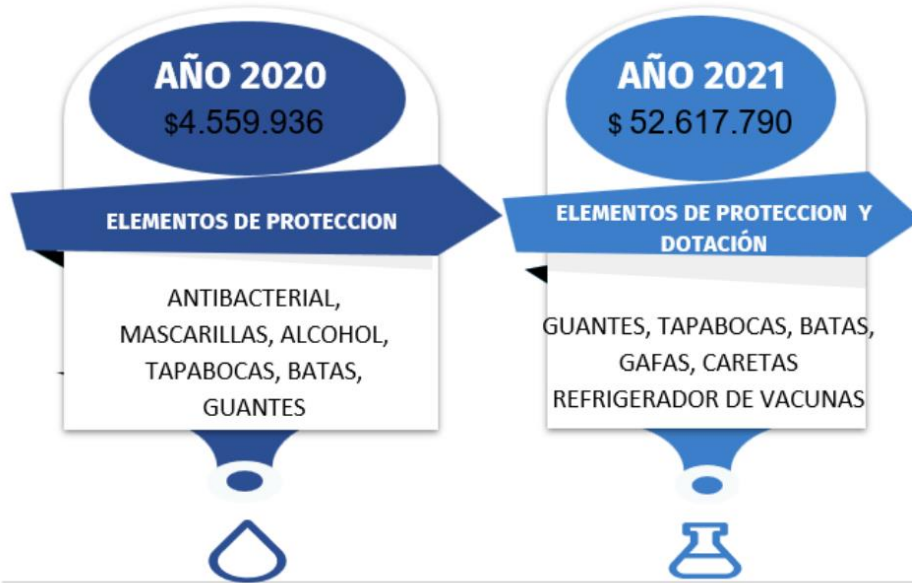 AÑO 2020
$4.559.936
ELEMENTOS DE PROTECCION
ANTIBACTERIAL,
MASCARILLAS, ALCOHOL,
TAPABOCAS, BATAS,
GUANTES
AÑO 2021
$ 52.617.790
ELEMENTOS DE PROTECCION Y
DOTACIÓN
GUANTES, TAPABOCAS, BATAS,
GAFAS, CARETAS
REFRIGERADOR DE VACUNAS